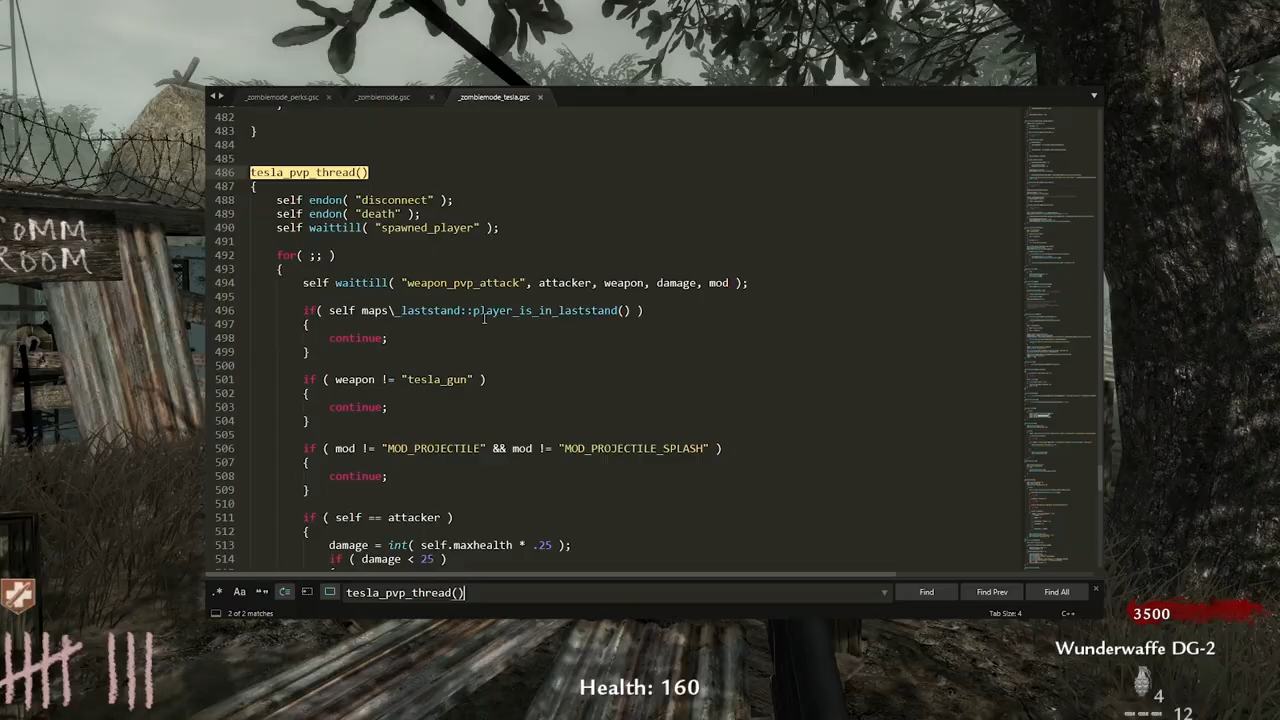 _zombiemode_perks.gsc × _zombiemode.gsc × _zombiemode_tesla.gsc ×
482
483 }
484
485
486 tesla_pvp_thread()
487 {
488 self endon( "disconnect" );
489 self endon( "death" );
490 self waittill( "spawned_player" );
491
492 for( ;; )
493 {
494 self waittill( "weapon_pvp_attack", attacker, weapon, damage, mod );
495
496 if( self maps\_laststand::player_is_in_laststand() )
497 {
498 continue;
499 }
500
501 if ( weapon != "tesla_gun" )
502 {
503 continue;
504 }
505
506 if ( mod != "MOD_PROJECTILE" && mod != "MOD_PROJECTILE_SPLASH" )
507 {
508 continue;
509 }
510
511 if ( self == attacker )
512 {
513 damage = int( self.maxhealth * .25 );
514 if ( damage < 25 )
COMM
ROOM
.* Aa “” tesla_pvp_thread() Find Find Prev Find All
2 of 2 matches Tab Size: 4 C++
3500
Wunderwaffe DG-2
4
12
Health: 160